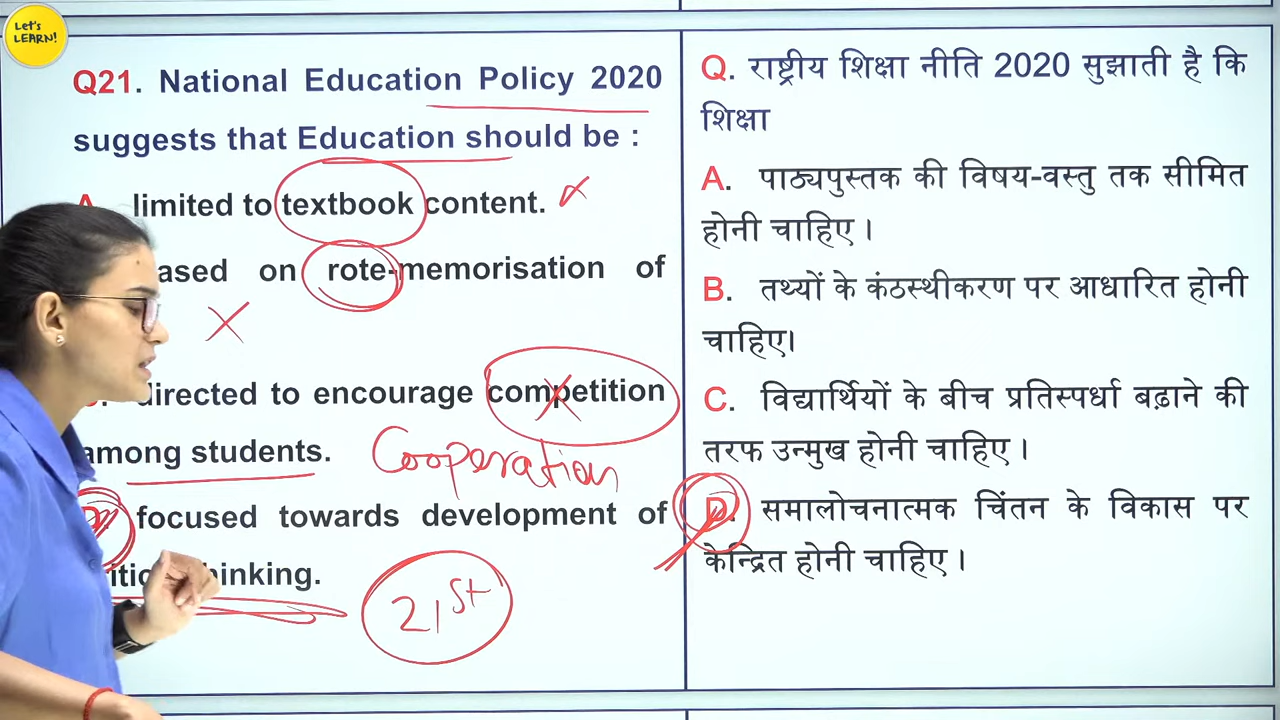 Let's
LEARN!
Q21. National Education Policy 2020
suggests that Education should be :
limited to textbook content.
rote-memorisation of
directed to encourage competition
among students.
Cooperation
D. focused towards development of
thinking.
21st
Q. राष्ट्रीय शिक्षा नीति 2020 सुझाती है कि
शिक्षा
A. पाठ्यपुस्तक की विषय-वस्तु तक सीमित
होनी चाहिए ।
B. तथ्यों के कंठस्थीकरण पर आधारित होनी
चाहिए।
C. विद्यार्थियों के बीच प्रतिस्पर्धा बढ़ाने की
तरफ उन्मुख होनी चाहिए ।
D. समालोचनात्मक चिंतन के विकास पर
केन्द्रित होनी चाहिए ।